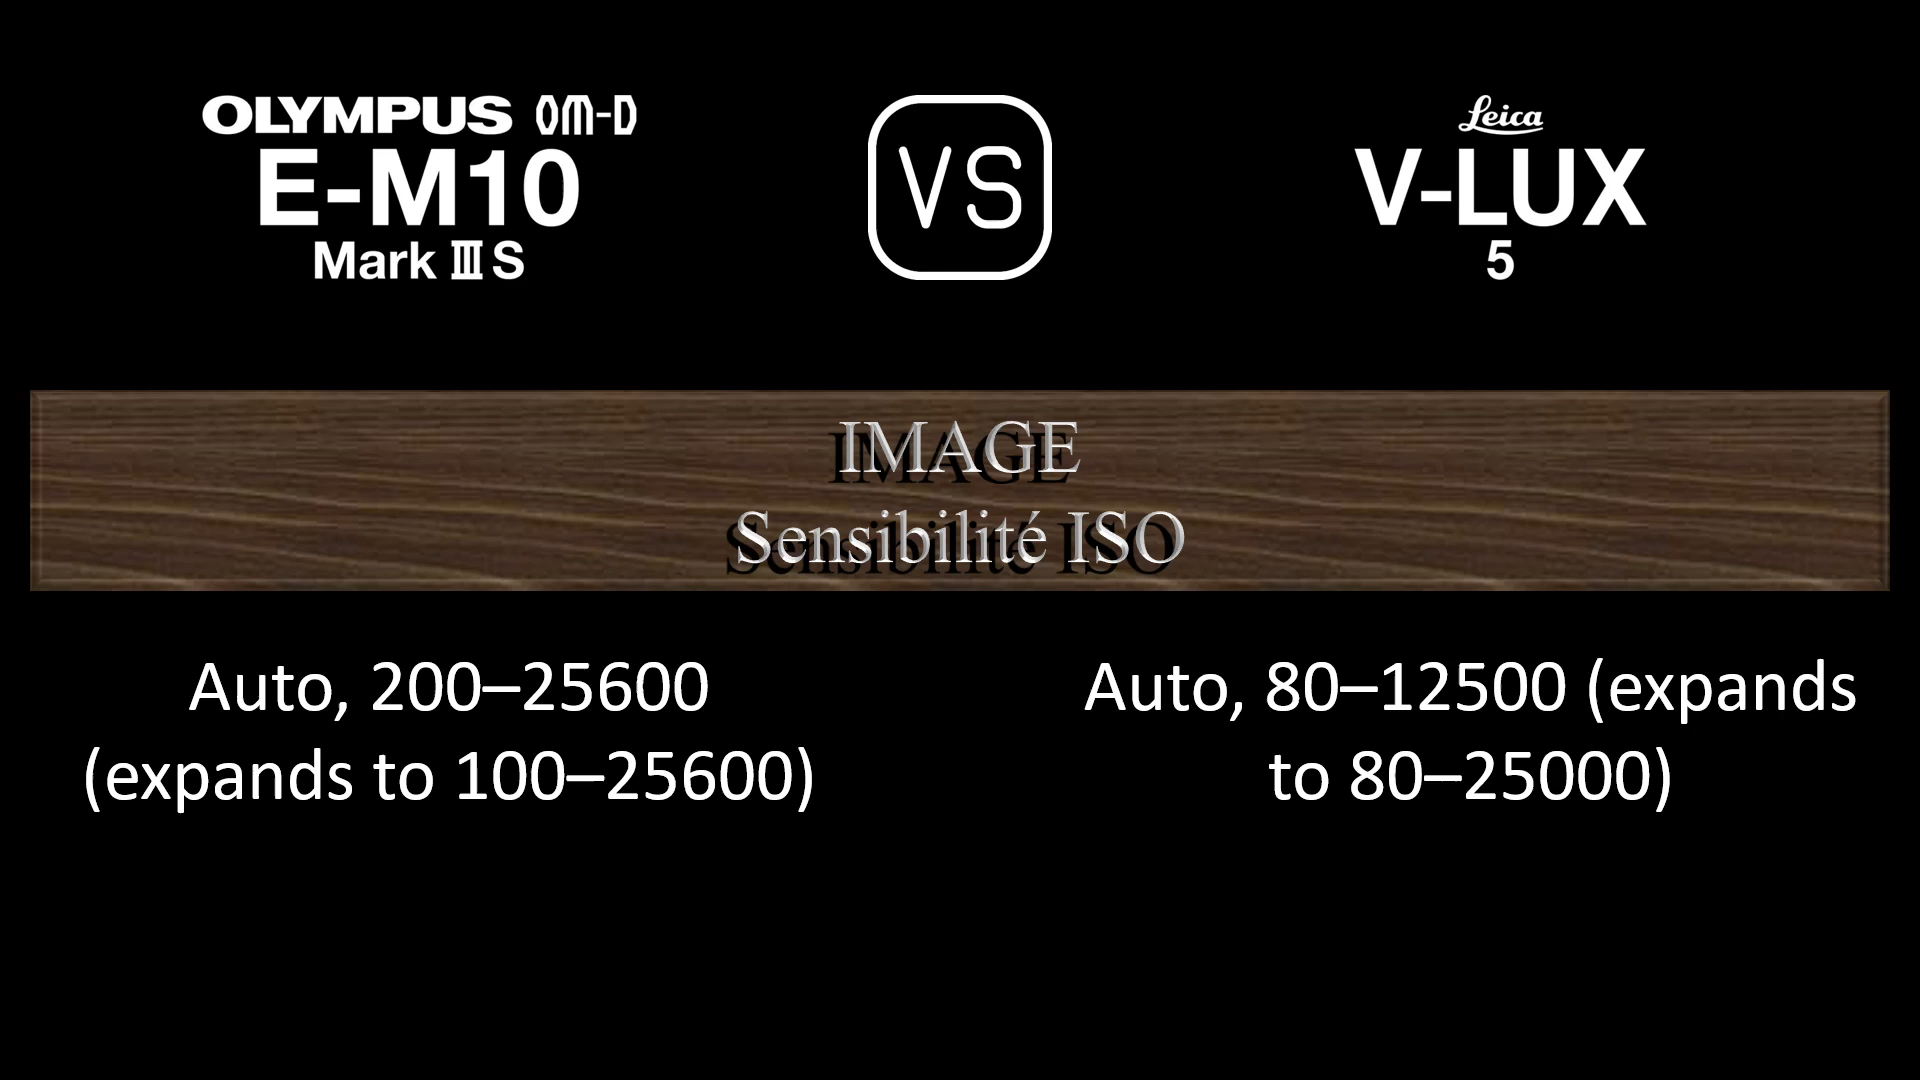 OLYMPUS OM-D
E-M10
Mark III S
VS
Leica
V-LUX
5
IMAGE
Sensibilité ISO
Auto, 200–25600
(expands to 100–25600)
Auto, 80–12500 (expands
to 80–25000)